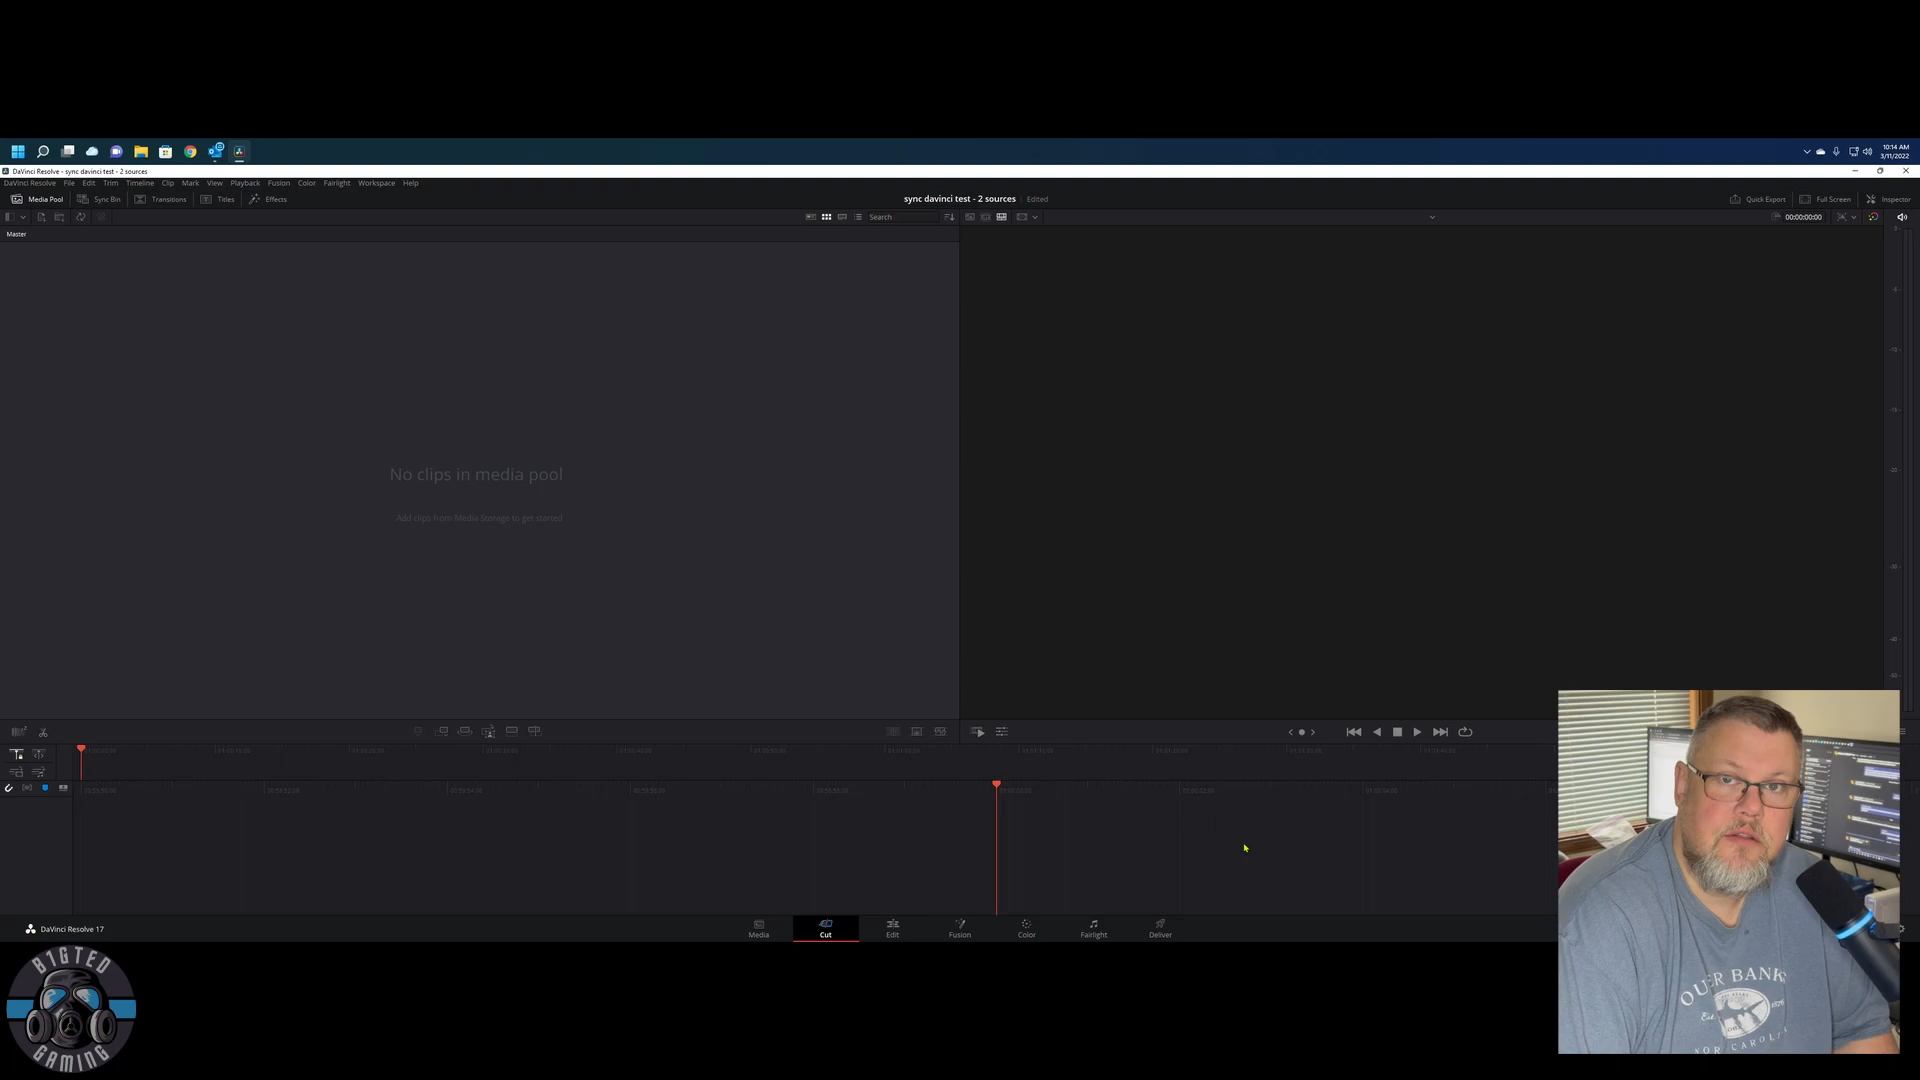 10:14 AM
3/11/2022
DaVinci Resolve - sync davinci test - 2 sources
DaVinci Resolve File Edit Trim Timeline Clip Mark View Playback Fusion Color Fairlight Workspace Help
Media Pool Sync Bin Transitions Titles Effects
sync davinci test - 2 sources Edited
Quick Export Full Screen Inspector
Search
00:00:00:00
Master
No clips in media pool
Add clips from Media Storage to get started
DaVinci Resolve 17
Media Cut Edit Fusion Color Fairlight Deliver
B1GTED
GAMING
OUTER BANKS
Est.